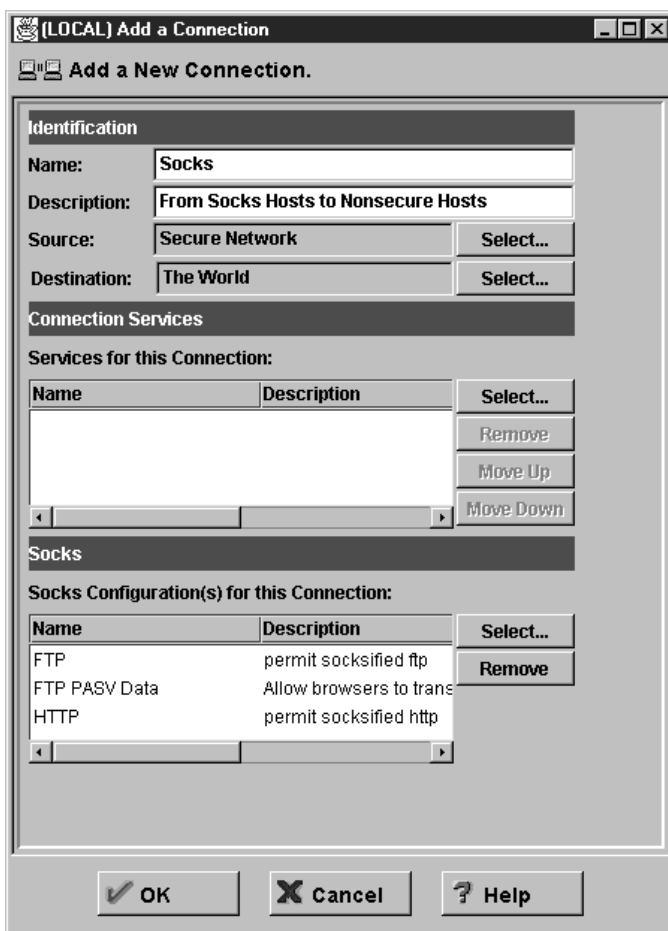 (LOCAL) Add a Connection
Add a New Connection.
Identification
Name: Socks
Description: From Socks Hosts to Nonsecure Hosts
Source: Secure Network Select...
Destination: The World Select...
Connection Services
Services for this Connection:
Name Description Select...
Remove
Move Up
Move Down
Socks
Socks Configuration(s) for this Connection:
Name Description Select...
FTP permit socksified ftp Remove
FTP PASV Data Allow browsers to trans
HTTP permit socksified http
OK Cancel ? Help